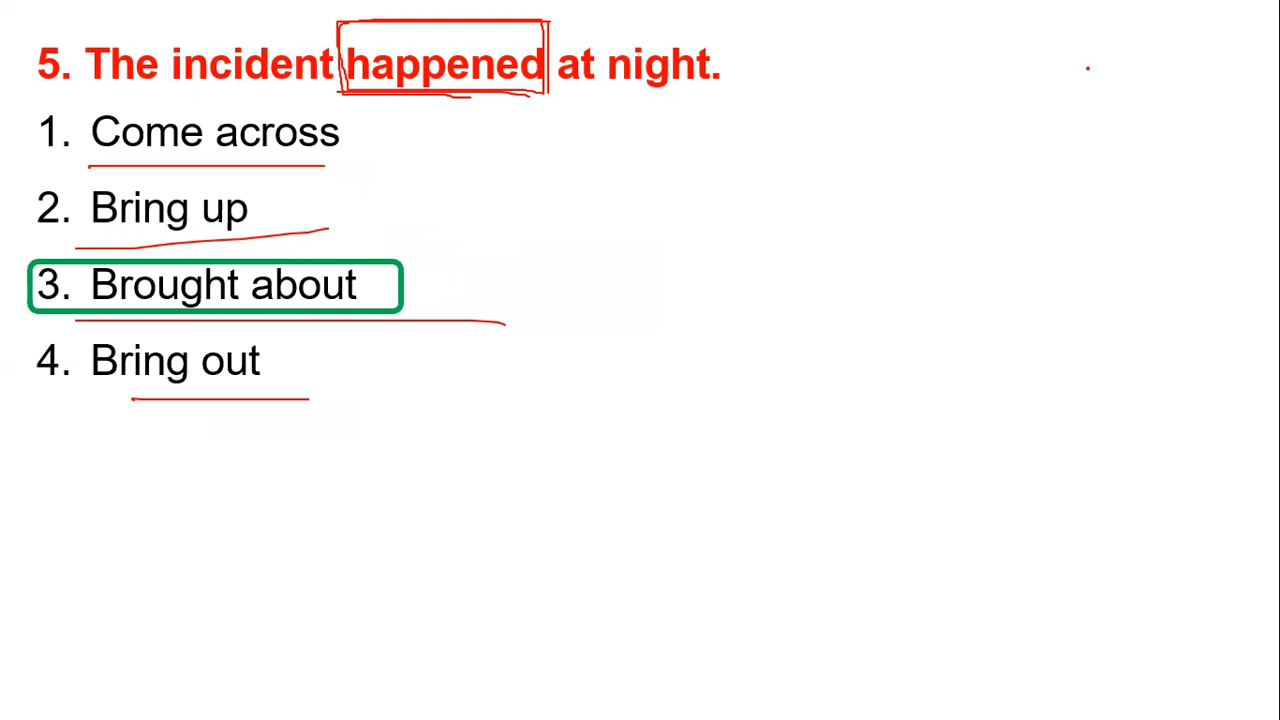 5. The incident happened at night.
1. Come across
2. Bring up
3. Brought about
4. Bring out